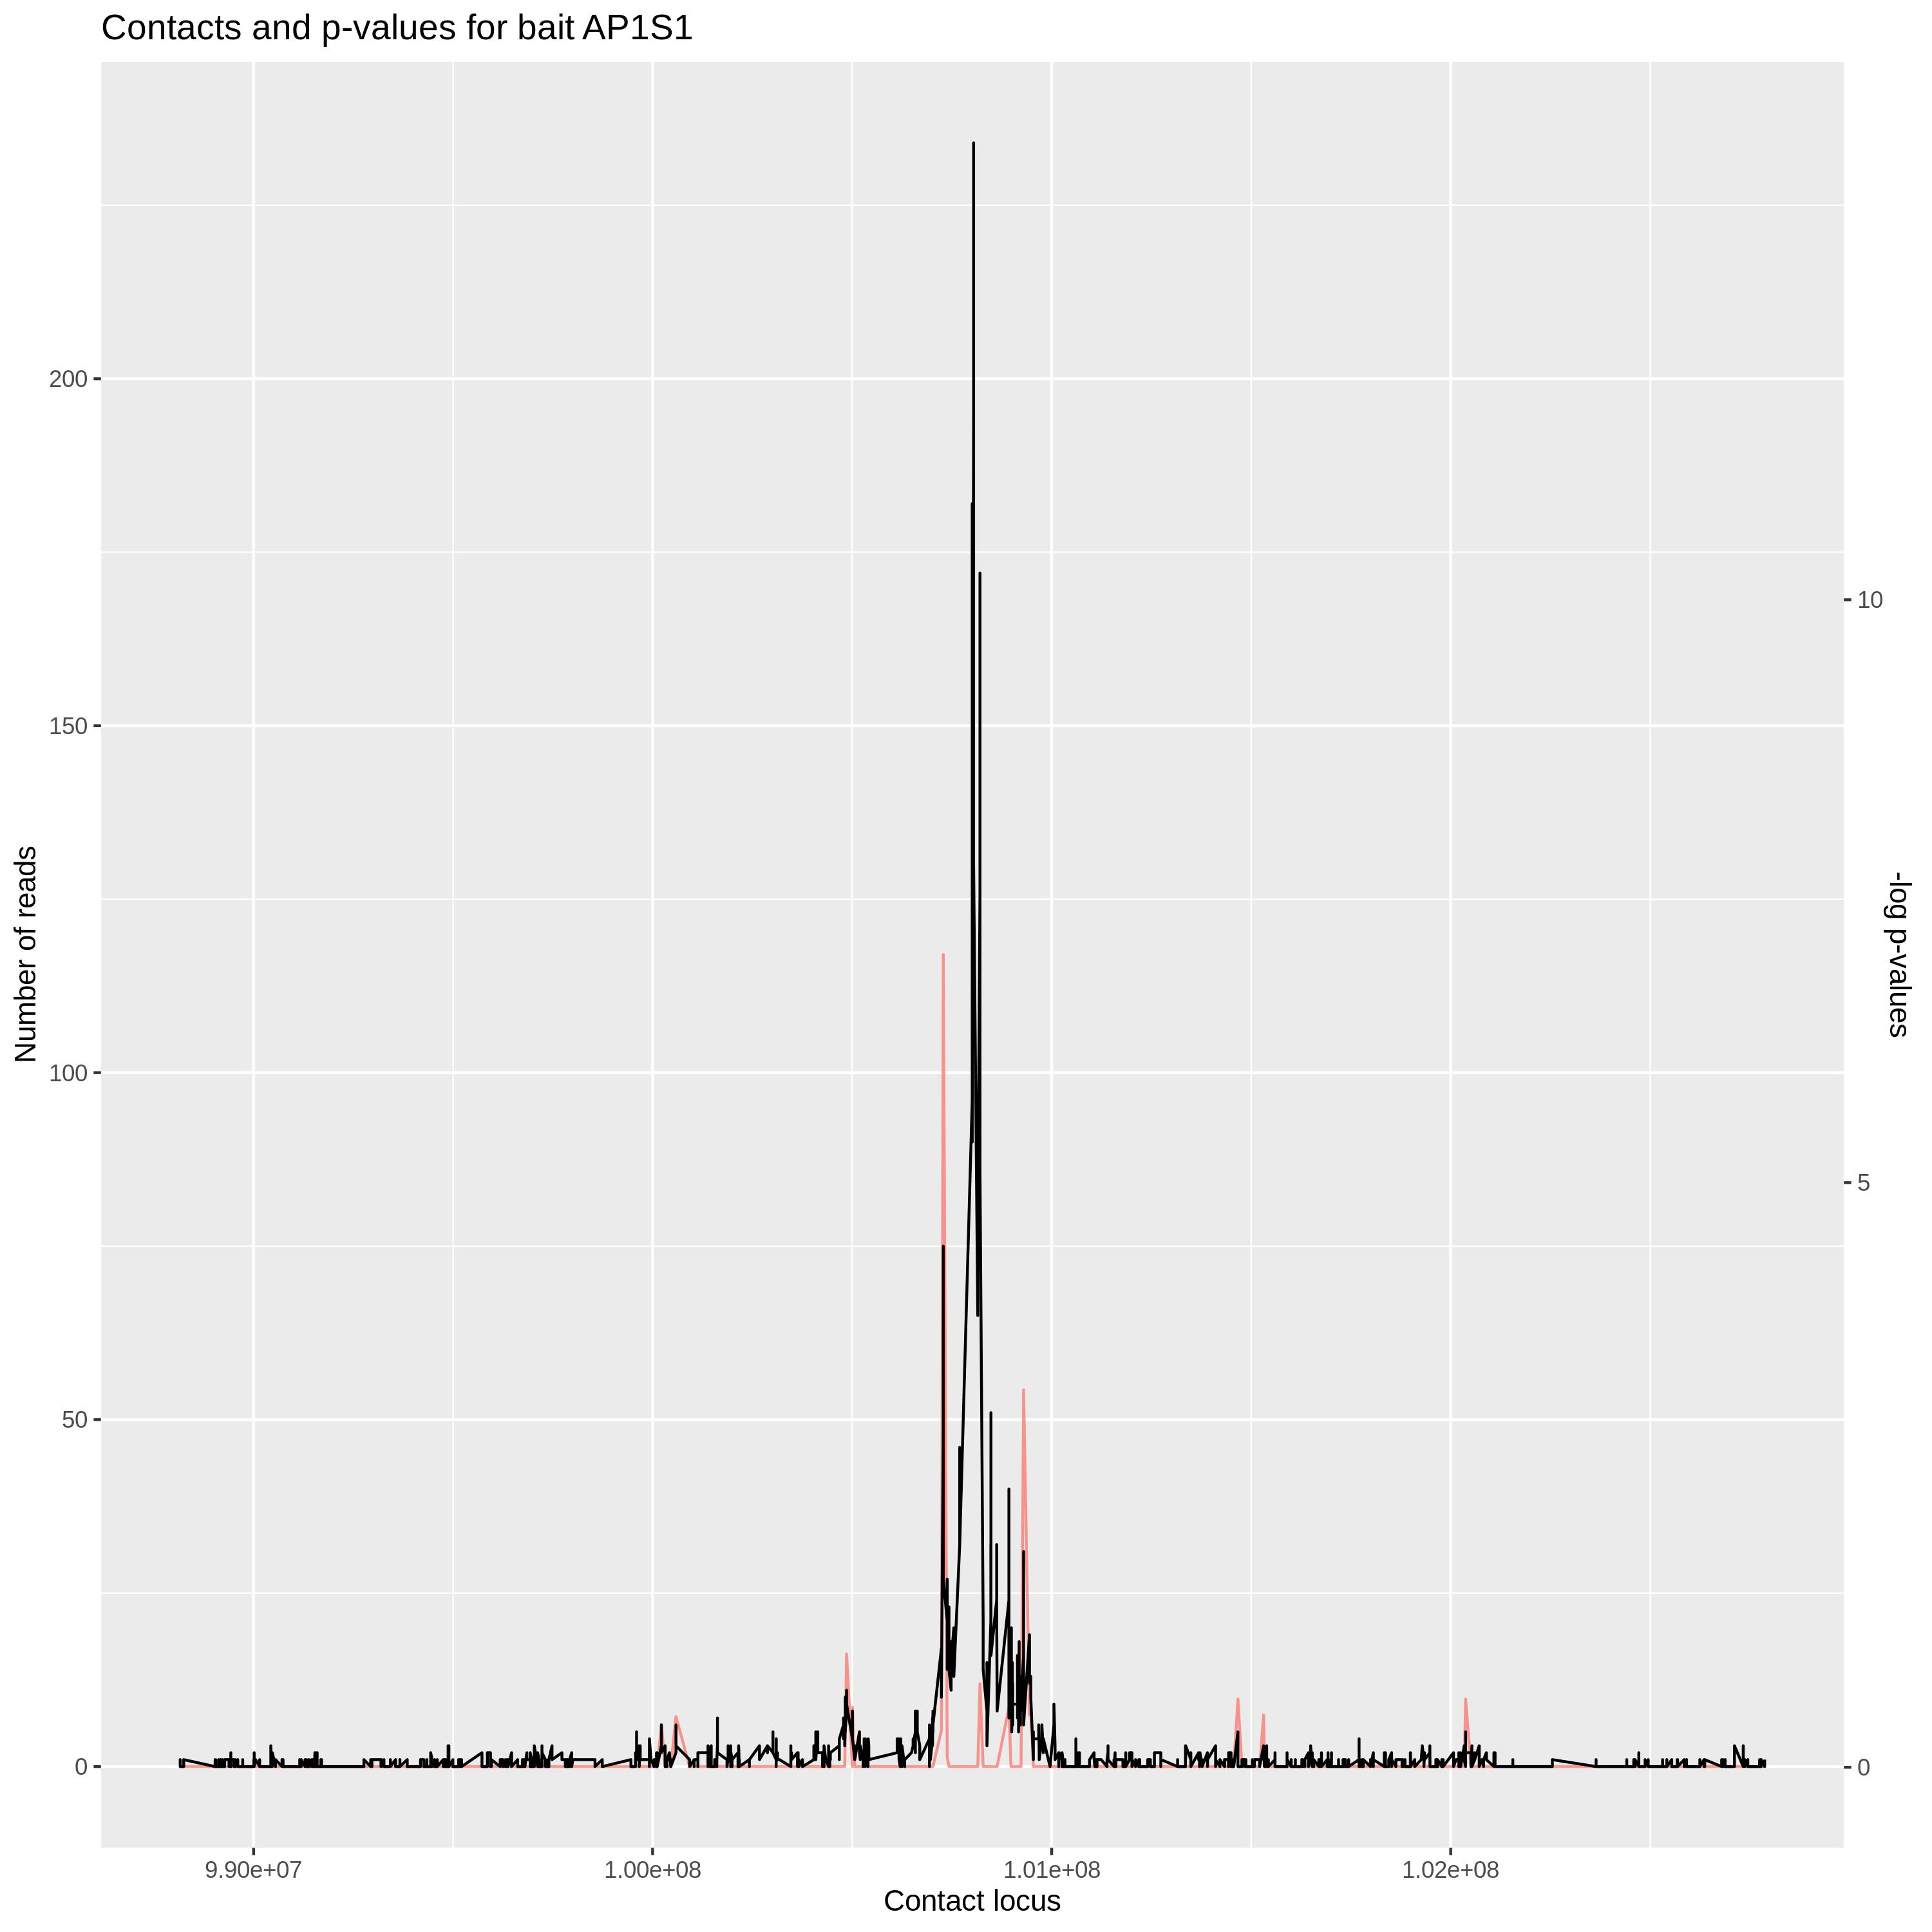 Contacts and p-values for bait AP1S1
Number of reads
200
150
100
50
0
10
5
0
-log p-values
9.90e+07
1.00e+08
1.01e+08
1.02e+08
Contact locus